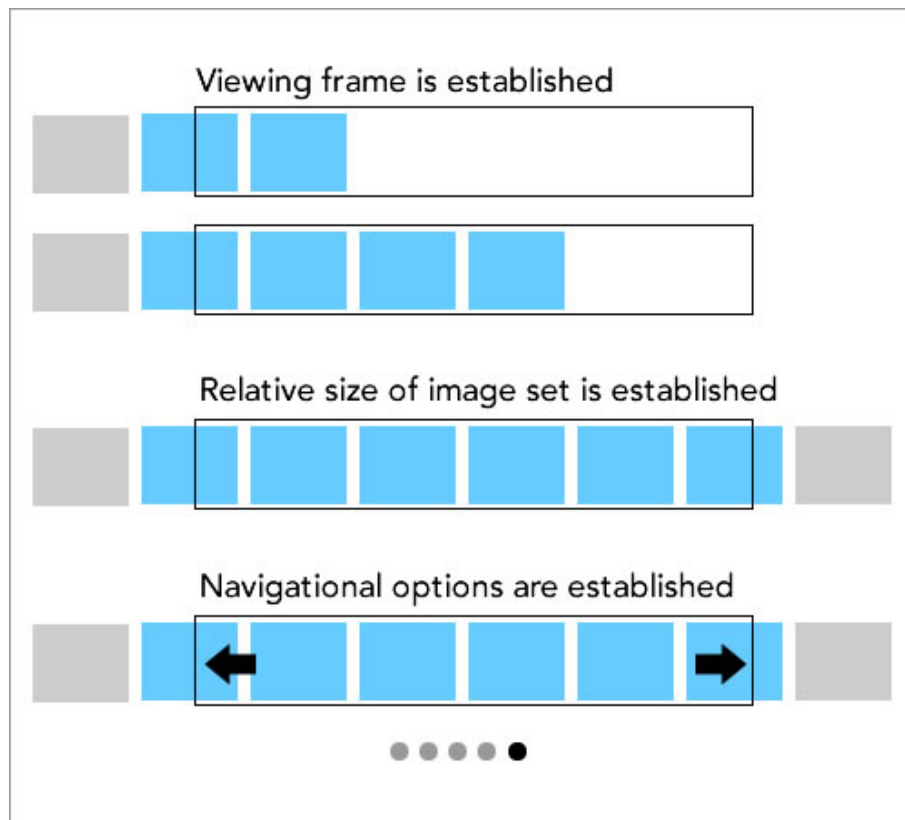 Viewing frame is established
Relative size of image set is established
Navigational options are established